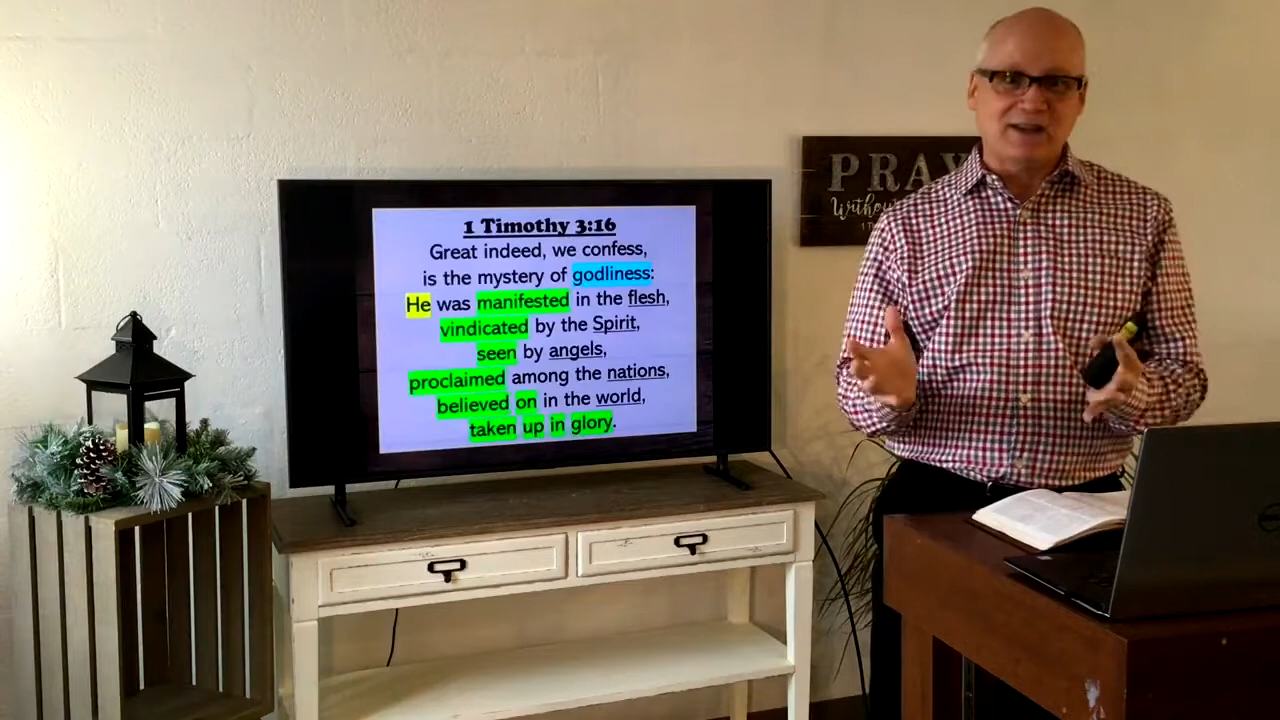 1 Timothy 3:16
Great indeed, we confess,
is the mystery of godliness:
He was manifested in the flesh,
vindicated by the Spirit,
seen by angels,
proclaimed among the nations,
believed on in the world,
taken up in glory.
PRAY